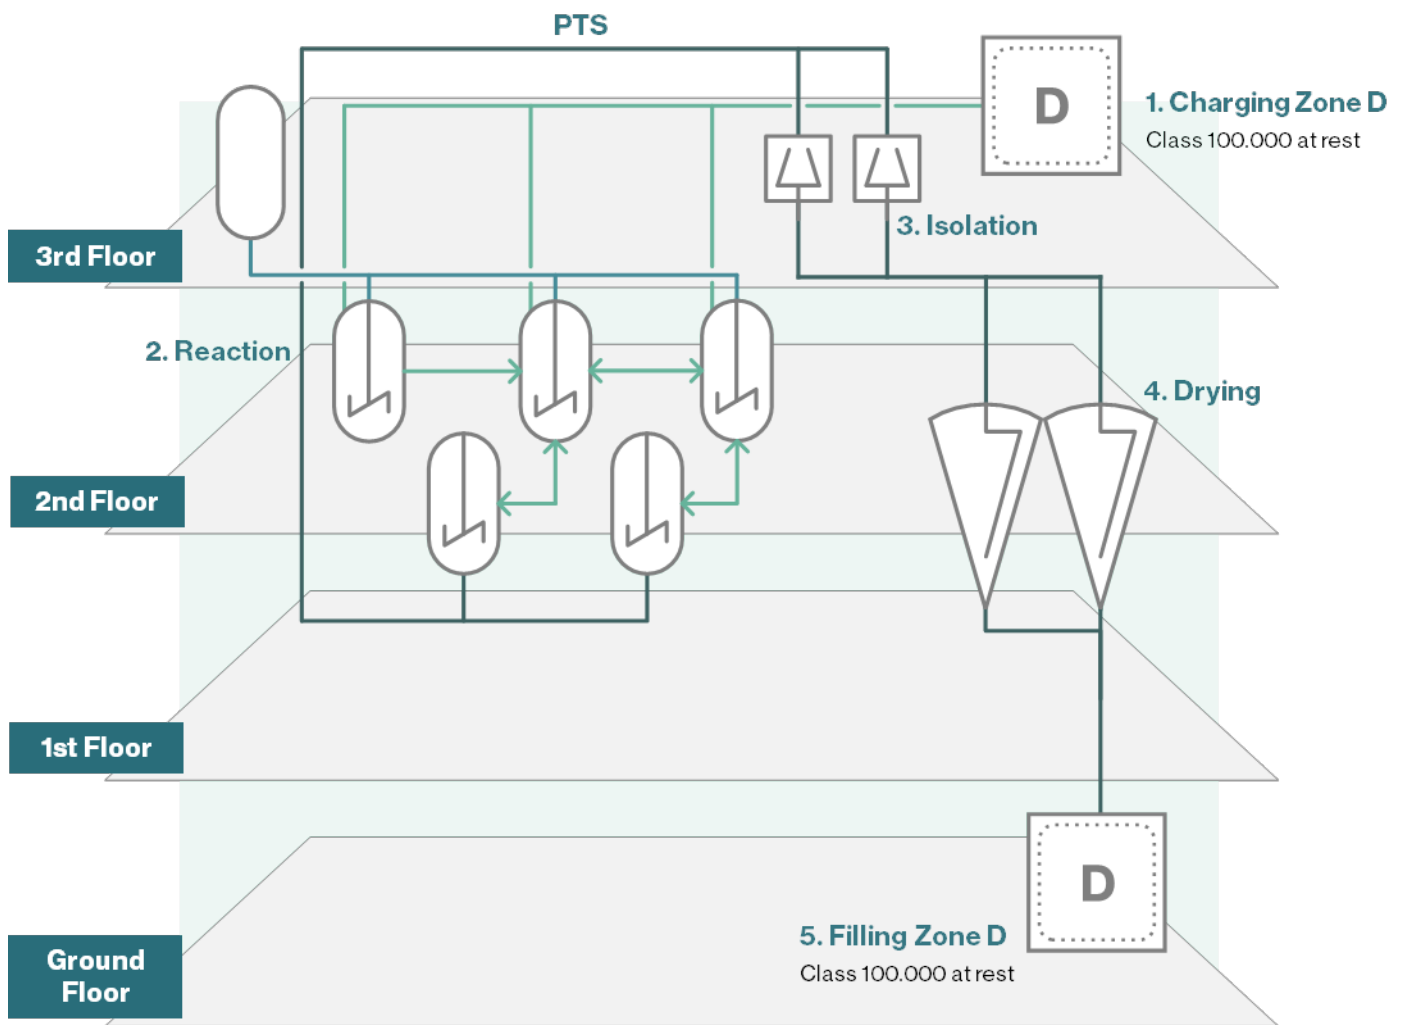 PTS
D
1. Charging Zone D
Class 100.000 at rest
3. Isolation
3rd Floor
2. Reaction
4. Drying
2nd Floor
1st Floor
D
5. Filling Zone D
Class 100.000 at rest
Ground
Floor